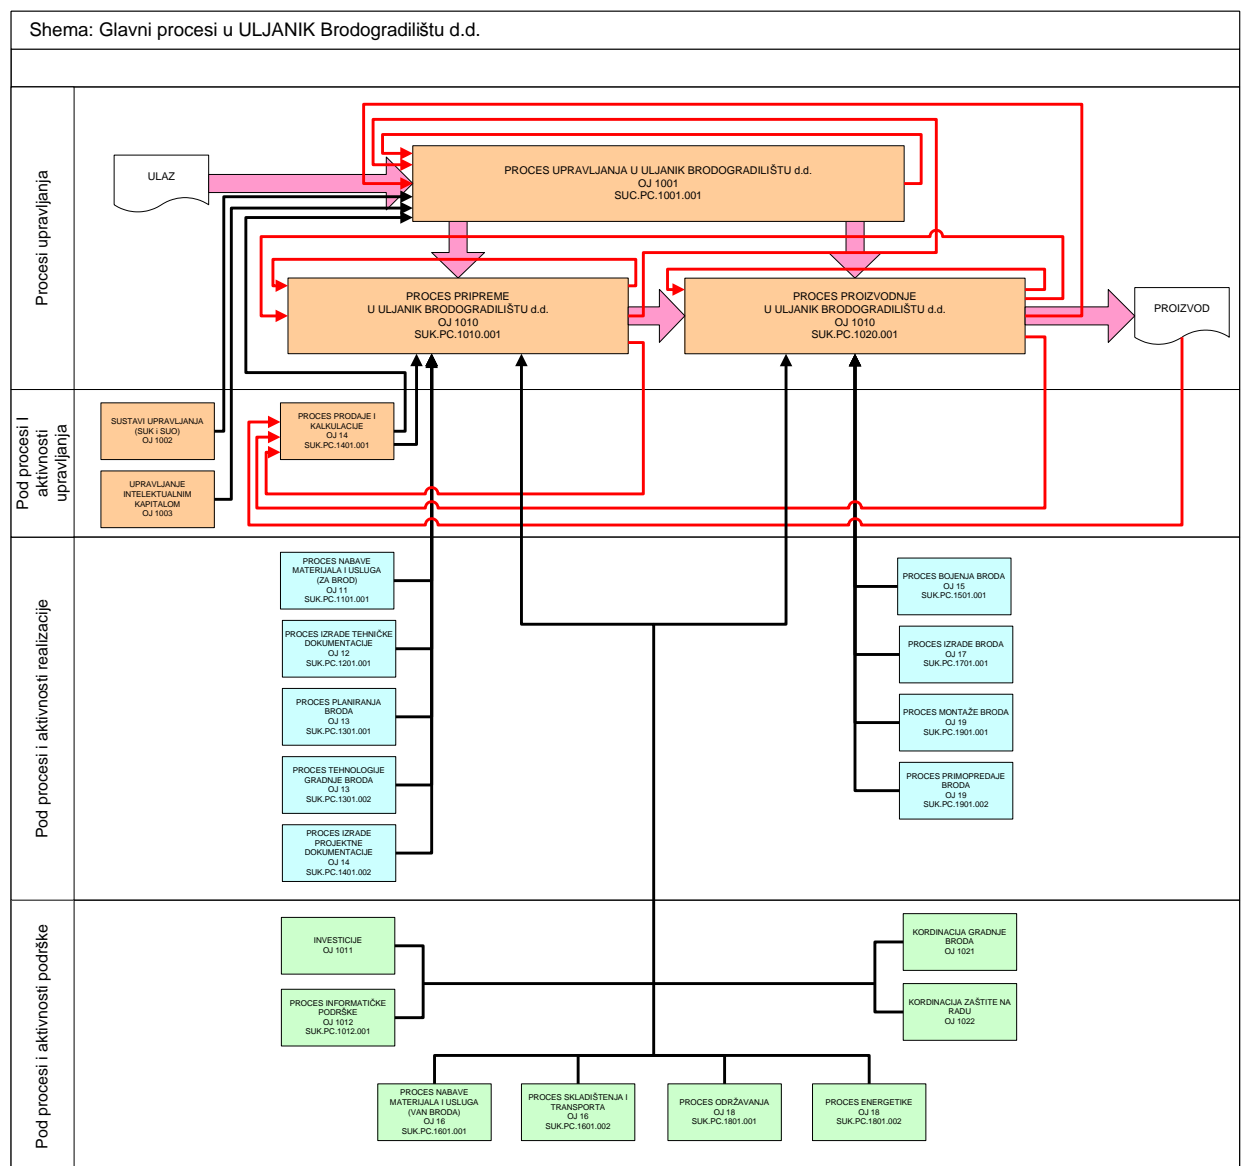 Shema: Glavni procesi u ULJANIK Brodogradilištu d.d.
Procesi upravljanja
ULAZ
PROCES UPRAVLJANJA U ULJANIK BRODOGRADILIŠTU d.d.
OJ 1001
SUC.PC.1001.001
PROCES PRIPREME
U ULJANIK BRODOGRADILIŠTU d.d.
OJ 1010
SUK.PC.1010.001
PROCES PROIZVODNJE
U ULJANIK BRODOGRADILIŠTU d.d.
OJ 1010
SUK.PC.1020.001
PROIZVOD
Pod procesi I
aktivnosti
upravljanja
SUSTAVI UPRAVLJANJA
(SUK i SUO)
OJ 1002
UPRAVLJANJE
INTELEKTUALNIM
KAPITALOM
OJ 1003
PROCES PRODAJE I
KALKULACIJE
OJ 14
SUK.PC.1401.001
Pod procesi i aktivnosti realizacije
PROCES NABAVE
MATERIJALA I USLUGA
(ZA BROD)
OJ 11
SUK.PC.1101.001
PROCES IZRADE TEHNIČKE
DOKUMENTACIJE
OJ 12
SUK.PC.1201.001
PROCES PLANIRANJA
BRODA
OJ 13
SUK.PC.1301.001
PROCES TEHNOLOGIJE
GRADNJE BRODA
OJ 13
SUK.PC.1301.002
PROCES IZRADE
PROJEKTNE
DOKUMENTACIJE
OJ 14
SUK.PC.1401.002
PROCES BOJENJA BRODA
OJ 15
SUK.PC.1501.001
PROCES IZRADE BRODA
OJ 17
SUK.PC.1701.001
PROCES MONTAŽE BRODA
OJ 19
SUK.PC.1901.001
PROCES PRIMOPREDAJE
BRODA
OJ 19
SUK.PC.1901.002
Pod procesi i aktivnosti podrške
INVESTICIJE
OJ 1011
PROCES INFORMATIČKE
PODRŠKE
OJ 1012
SUK.PC.1012.001
KORDINACIJA GRADNJE
BRODA
OJ 1021
KORDINACIJA ZAŠTITE NA
RADU
OJ 1022
PROCES NABAVE
MATERIJALA I USLUGA
(VAN BRODA)
OJ 16
SUK.PC.1601.001
PROCES SKLADIŠTENJA I
TRANSPORTA
OJ 16
SUK.PC.1601.002
PROCES ODRŽAVANJA
OJ 18
SUK.PC.1801.001
PROCES ENERGETIKE
OJ 18
SUK.PC.1801.002